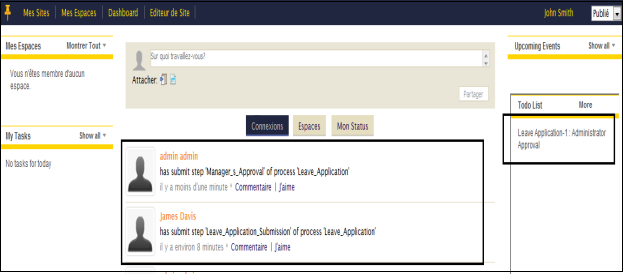 Mes Sites | Mes Espaces | Dashboard | Editeur de Site | John Smith Publié
Mes Espaces Montrer Tout
Vous n'êtes membre d'aucun
espace.
My Tasks Show all
No tasks for today
Sur quoi travaillez-vous?
Attacher:
Partager
Connexions Espaces Mon Status
admin admin
has submit step 'Manager_s_Approval' of process 'Leave_Application'
il y a moins d'une minute * Commentaire | J'aime
James Davis
has submit step 'Leave_Application_Submission' of process 'Leave_Application'
il y a environ 8 minutes * Commentaire | J'aime
Upcoming Events Show all
Todo List More
Leave Application-1 : Administrator
Approval